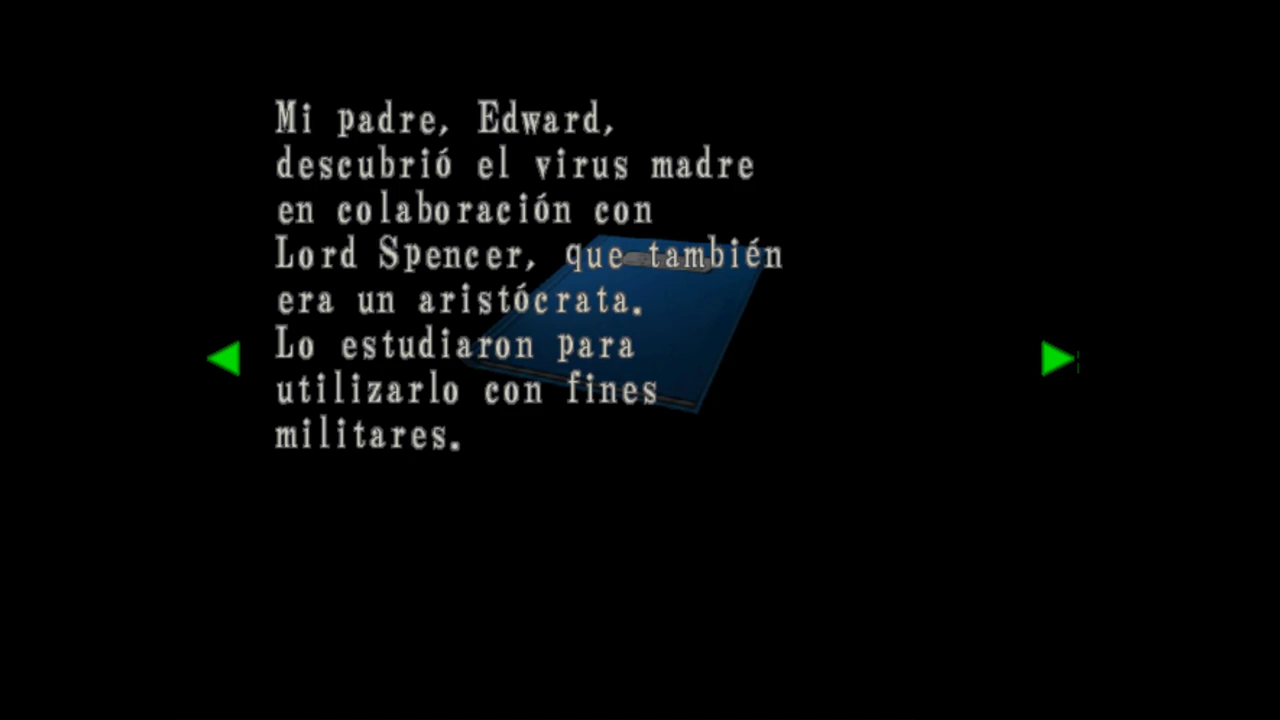 Mi padre, Edward,
descubrió el virus madre
en colaboración con
Lord Spencer, que también
era un aristócrata.
Lo estudiaron para
utilizarlo con fines
militares.